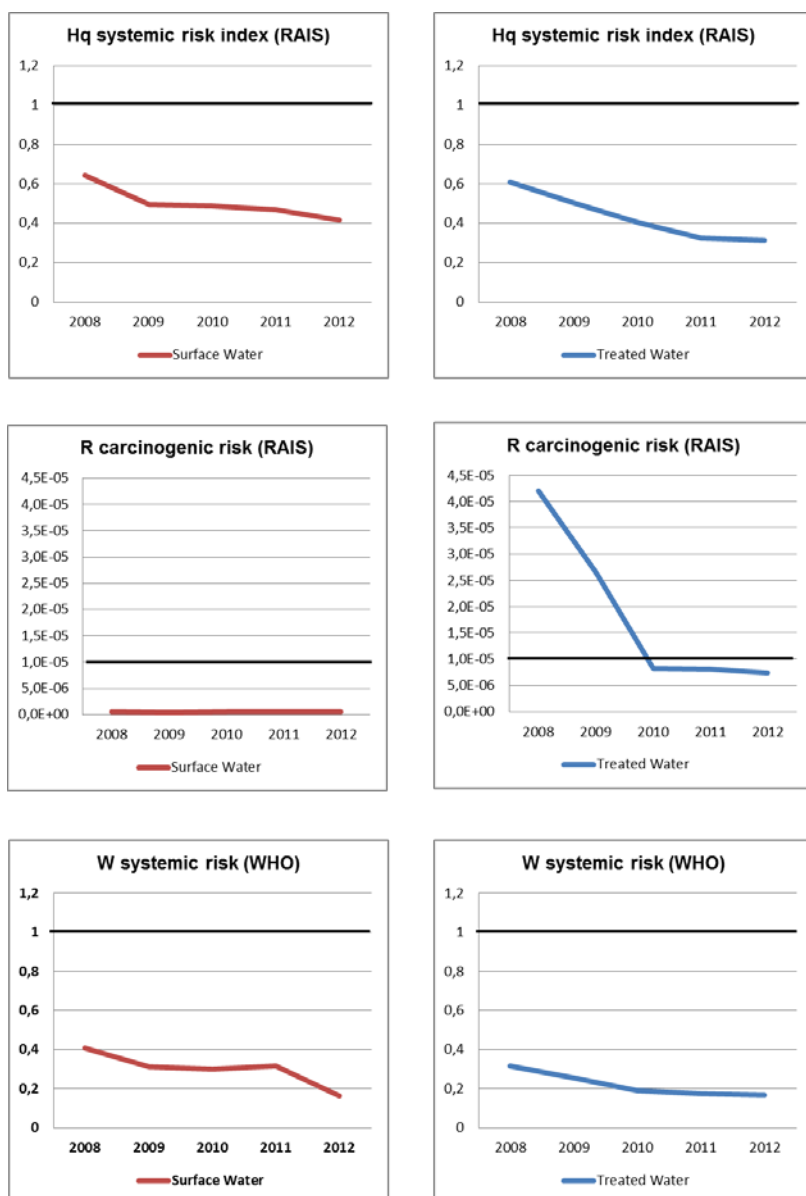 Hq systemic risk index (RAIS)
1,2
1
0,8
0,6
0,4
0,2
0
2008 2009 2010 2011 2012
Surface Water
Hq systemic risk index (RAIS)
1,2
1
0,8
0,6
0,4
0,2
0
2008 2009 2010 2011 2012
Treated Water
R carcinogenic risk (RAIS)
4,5E-05
4,0E-05
3,5E-05
3,0E-05
2,5E-05
2,0E-05
1,5E-05
1,0E-05
5,0E-06
0,0E+00
2008 2009 2010 2011 2012
Surface Water
R carcinogenic risk (RAIS)
4,5E-05
4,0E-05
3,5E-05
3,0E-05
2,5E-05
2,0E-05
1,5E-05
1,0E-05
5,0E-06
0,0E+00
2008 2009 2010 2011 2012
Treated Water
W systemic risk (WHO)
1,2
1
0,8
0,6
0,4
0,2
0
2008 2009 2010 2011 2012
Surface Water
W systemic risk (WHO)
1,2
1
0,8
0,6
0,4
0,2
0
2008 2009 2010 2011 2012
Treated Water